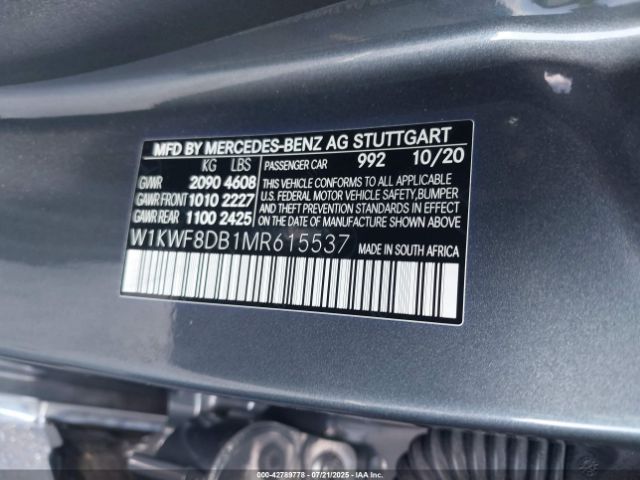 MFD BY MERCEDES-BENZ AG STUTTGART
KG LBS PASSENGER CAR 992 10/20
GVWR 2090 4608 THIS VEHICLE CONFORMS TO ALL APPLICABLE
GAWR FRONT 1010 2227 U.S. FEDERAL MOTOR VEHICLE SAFETY,BUMPER
GAWR REAR 1100 2425 AND THEFT PREVENTION STANDARDS IN EFFECT
ON THE DATE OF MANUFACTURE SHOWN ABOVE.
W1KWF8DB1MR615537 MADE IN SOUTH AFRICA
000-42789778 07/21/2025 IAAI.COM